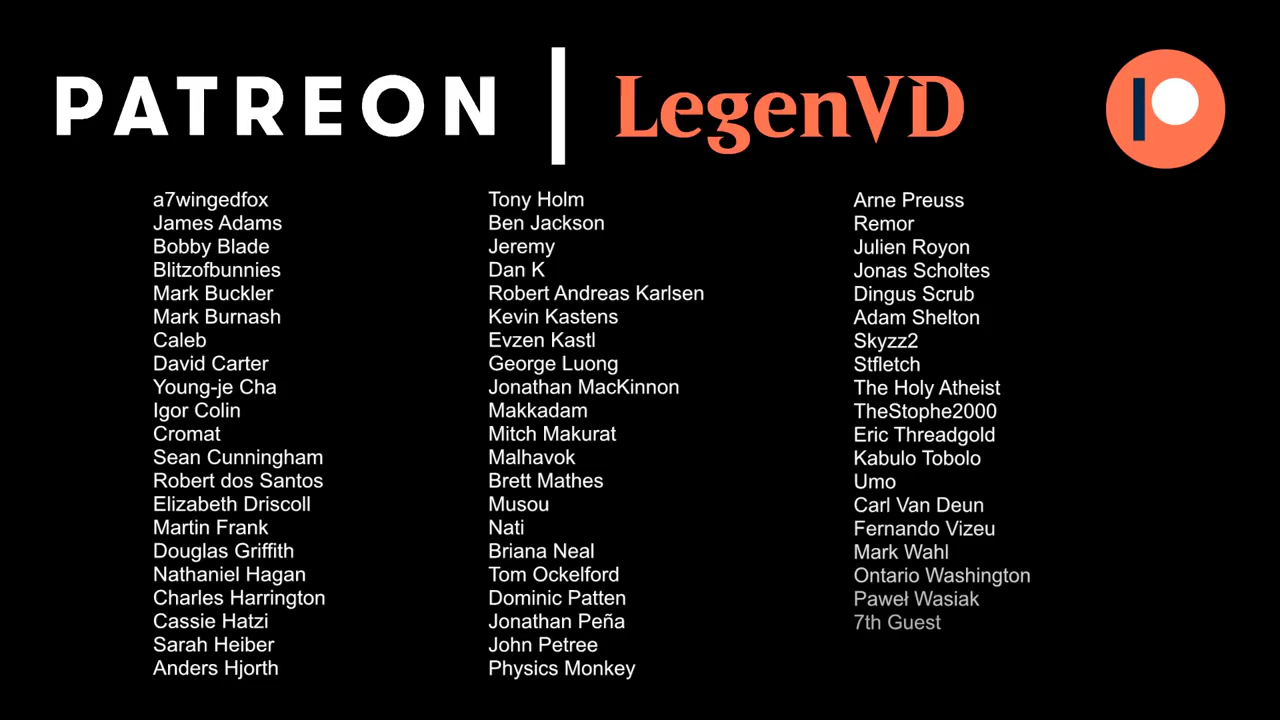 PATREON | LegenVD
a7wingedfox
James Adams
Bobby Blade
Blitzofbunnies
Mark Buckler
Mark Burnash
Caleb
David Carter
Young-je Cha
Igor Colin
Cromat
Sean Cunningham
Robert dos Santos
Elizabeth Driscoll
Martin Frank
Douglas Griffith
Nathaniel Hagan
Charles Harrington
Cassie Hatzi
Sarah Heiber
Anders Hjorth
Tony Holm
Ben Jackson
Jeremy
Dan K
Robert Andreas Karlsen
Kevin Kastens
Evzen Kastl
George Luong
Jonathan MacKinnon
Makkadam
Mitch Makurat
Malhavok
Brett Mathes
Musou
Nati
Briana Neal
Tom Ockelford
Dominic Patten
Jonathan Peña
John Petree
Physics Monkey
Arne Preuss
Remor
Julien Royon
Jonas Scholtes
Dingus Scrub
Adam Shelton
Skyzz2
Stfletch
The Holy Atheist
TheStophe2000
Eric Threadgold
Kabulo Tobolo
Umo
Carl Van Deun
Fernando Vizeu
Mark Wahl
Ontario Washington
Paweł Wasiak
7th Guest